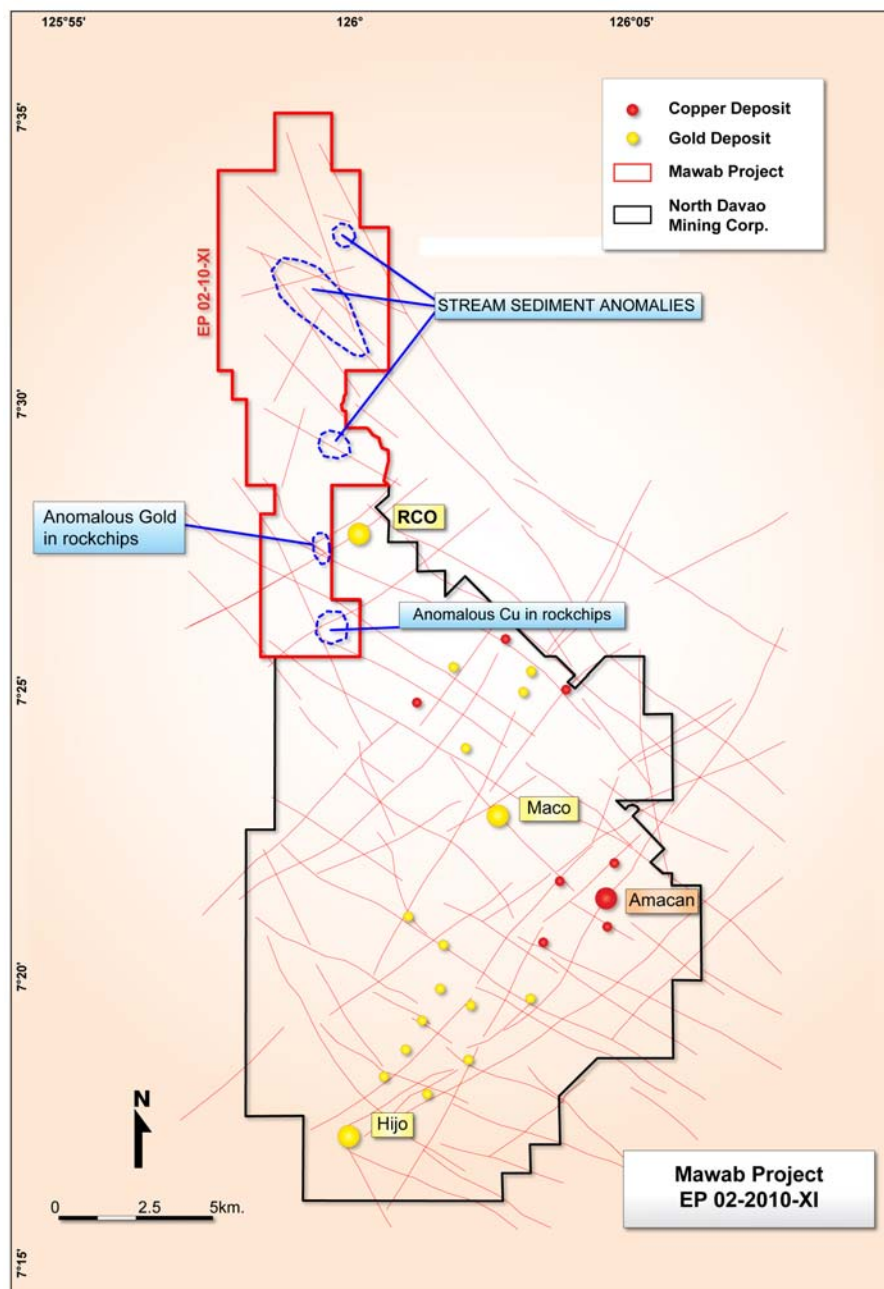 125°55'
126°
126°05'
7°35'
7°30'
7°25'
7°20'
7°15'
Copper Deposit
Gold Deposit
Mawab Project
North Davao
Mining Corp.
EP 02-10-XI
STREAM SEDIMENT ANOMALIES
Anomalous Gold
in rockchips
RCO
Anomalous Cu in rockchips
Maco
Amacan
Hijo
N
0 2.5 5km.
Mawab Project
EP 02-2010-XI